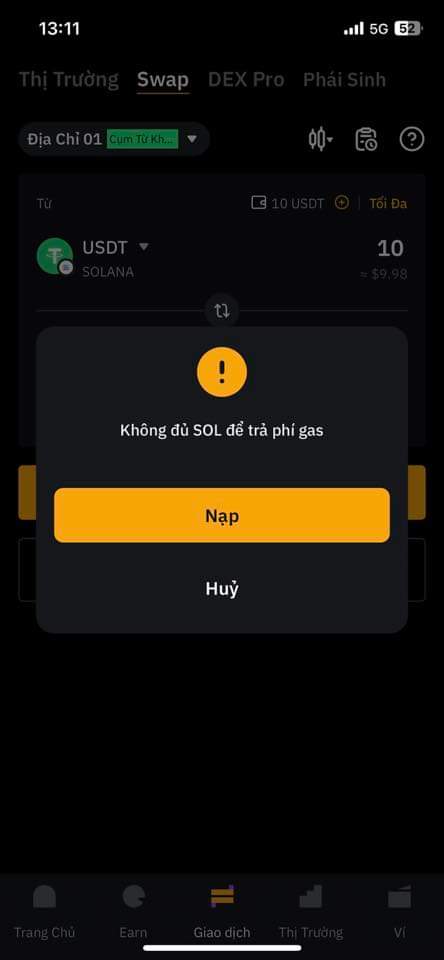 13:11
5G 52
Thị Trường Swap DEX Pro Phái Sinh
Địa Chỉ 01 Cụm Từ Kh...
Từ 10 USDT Tối Đa
USDT 10
SOLANA ≈ $9,98
Không đủ SOL để trả phí gas
Nạp
Huỷ
Trang Chủ Earn Giao dịch Thị Trường Ví